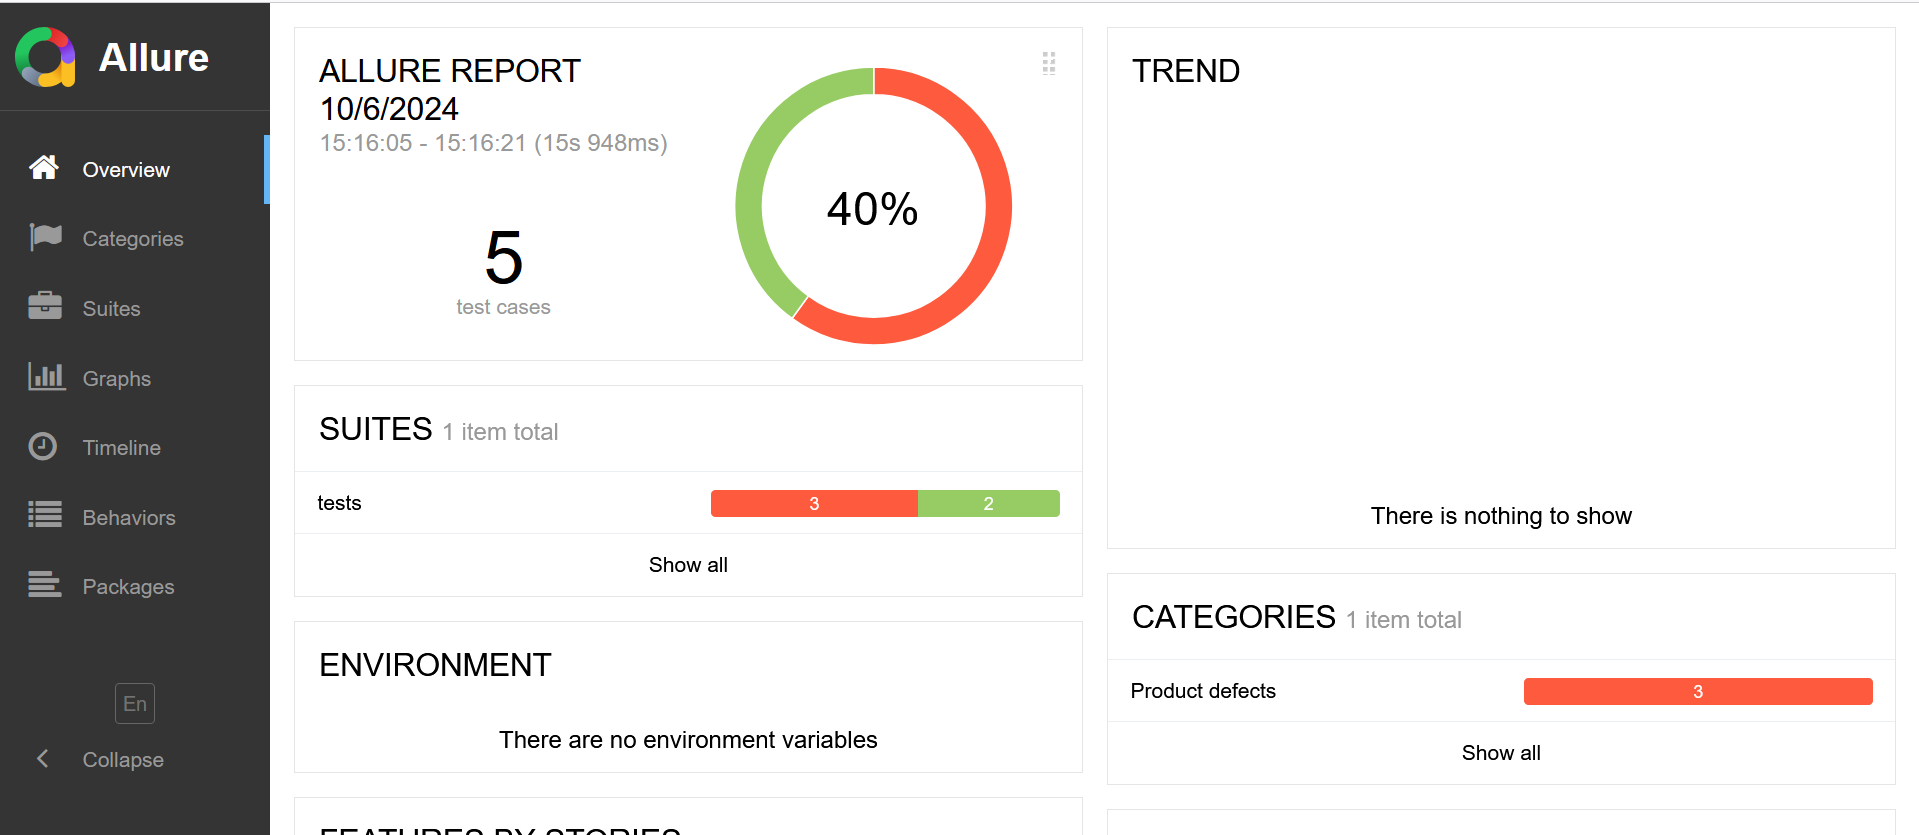 Allure
Overview
Categories
Suites
Graphs
Timeline
Behaviors
Packages
En
Collapse
ALLURE REPORT
10/6/2024
15:16:05 - 15:16:21 (15s 948ms)
5
test cases
40%
SUITES 1 item total
tests 3 2
Show all
ENVIRONMENT
There are no environment variables
FEATURES BY STORIES
TREND
There is nothing to show
CATEGORIES 1 item total
Product defects 3
Show all